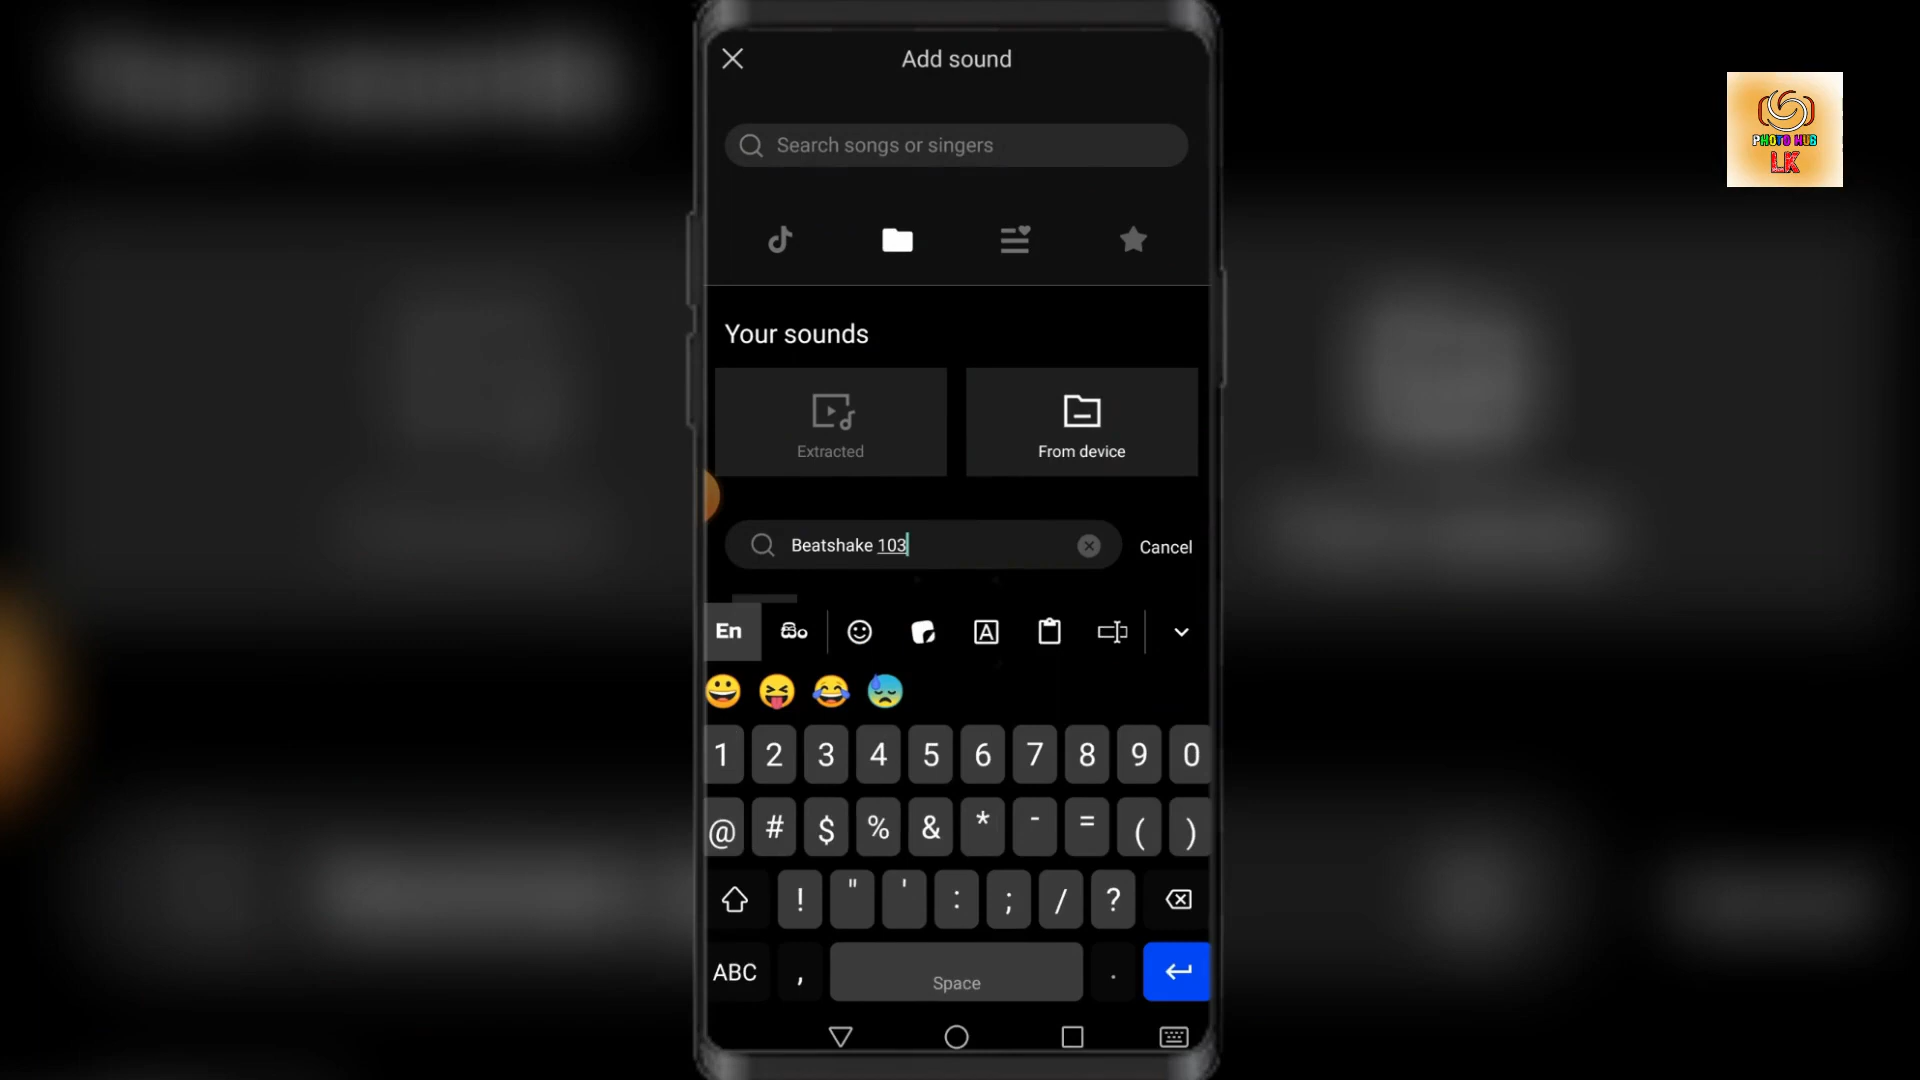 Add sound
PHOTO HUB
LK
Search songs or singers
Your sounds
Extracted
From device
Beatshake 103
Cancel
En
සිං
1 2 3 4 5 6 7 8 9 0
@ # $ % & * - = ( )
! " ' : ; / ?
ABC , Space .